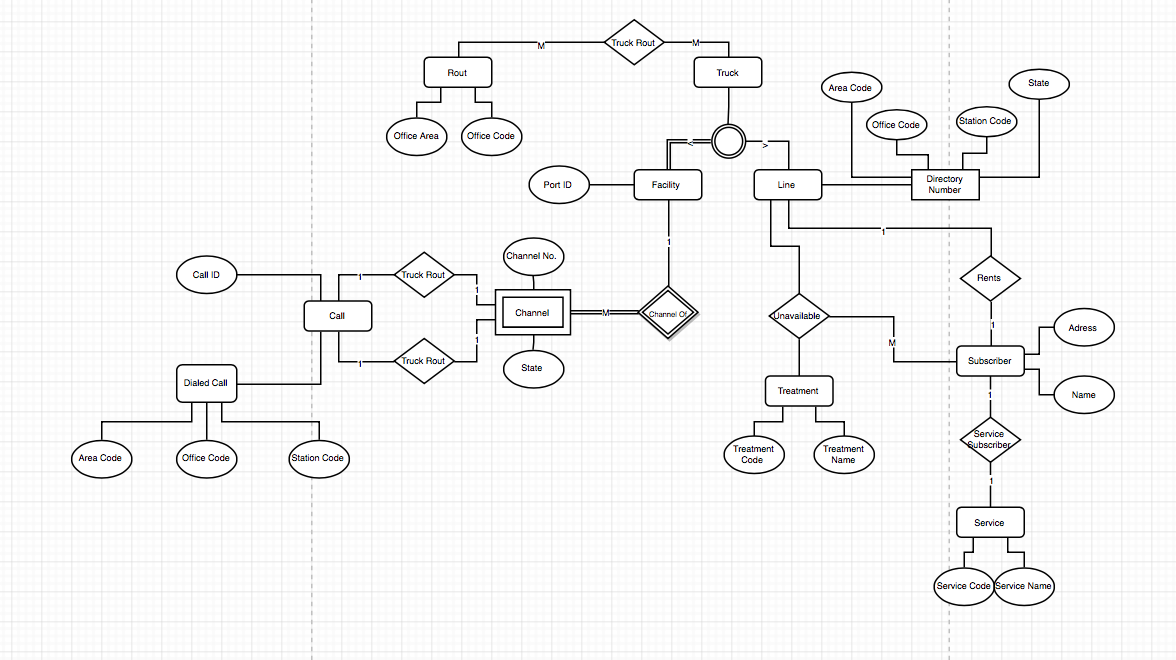 Truck Rout
M
M
Rout
Truck
Area Code
State
Office Code
Station Code
Office Area
Office Code
<
>
Port ID
Facility
Line
Directory
Number
1
1
Channel No.
Call ID
Truck Rout
1
1
Rents
Call
Channel
M
Channel Of
Unavailable
1
Adress
M
1
1
Truck Rout
Subscriber
State
Dialed Call
Treatment
1
Name
Service
Subscriber
Area Code
Office Code
Station Code
Treatment
Code
Treatment
Name
1
Service
Service Code
Service Name